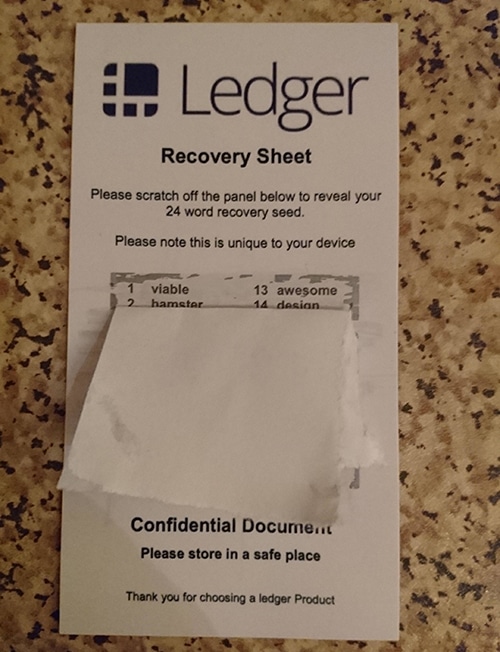 Ledger
Recovery Sheet
Please scratch off the panel below to reveal your
24 word recovery seed.
Please note this is unique to your device
1 viable 13 awesome
2 hamster 14 design
Confidential Document
Please store in a safe place
Thank you for choosing a ledger Product